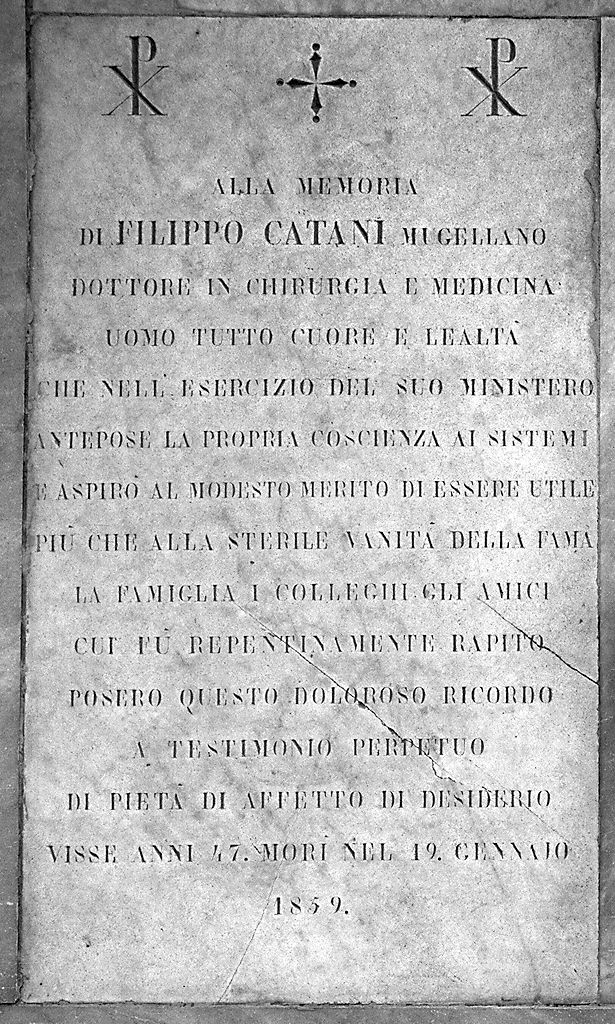 ALLA MEMORIA
DI FILIPPO CATANI MUGELLANO
DOTTORE IN CHIRURGIA E MEDICINA
UOMO TUTTO CUORE E LEALTÀ
CHE NELL'ESERCIZIO DEL SUO MINISTERO
ANTEPOSE LA PROPRIA COSCIENZA AI SISTEMI
E ASPIRÒ AL MODESTO MERITO DI ESSERE UTILE
PIÙ CHE ALLA STERILE VANITÀ DELLA FAMA
LA FAMIGLIA I COLLEGHI GLI AMICI
CUI FÙ REPENTINAMENTE RAPITO
POSERO QUESTO DOLOROSO RICORDO
A TESTIMONIO PERPETUO
DI PIETÀ DI AFFETTO DI DESIDERIO
VISSE ANNI 47. MORÌ NEL 19. GENNAIO
1859.